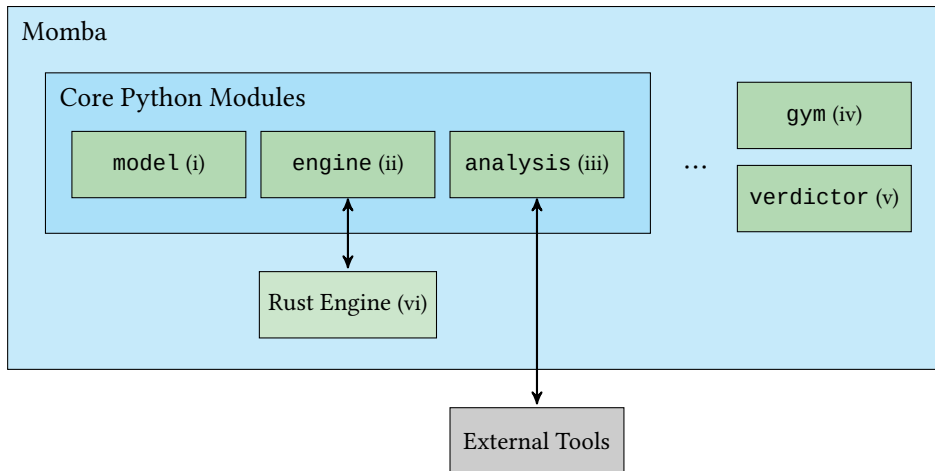 Momba
Core Python Modules
model (i)
engine (ii)
analysis (iii)
...
gym (iv)
verdictor (v)
Rust Engine (vi)
External Tools